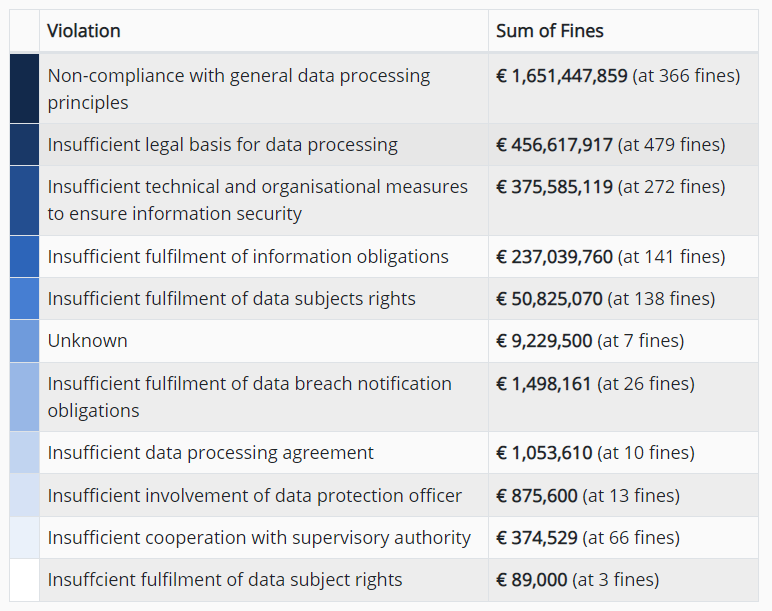 Violation Sum of Fines
Non-compliance with general data processing € 1,651,447,859 (at 366 fines)
principles
Insufficient legal basis for data processing € 456,617,917 (at 479 fines)
Insufficient technical and organisational measures € 375,585,119 (at 272 fines)
to ensure information security
Insufficient fulfilment of information obligations € 237,039,760 (at 141 fines)
Insufficient fulfilment of data subjects rights € 50,825,070 (at 138 fines)
Unknown € 9,229,500 (at 7 fines)
Insufficient fulfilment of data breach notification € 1,498,161 (at 26 fines)
obligations
Insufficient data processing agreement € 1,053,610 (at 10 fines)
Insufficient involvement of data protection officer € 875,600 (at 13 fines)
Insufficient cooperation with supervisory authority € 374,529 (at 66 fines)
Insuffcient fulfilment of data subject rights € 89,000 (at 3 fines)